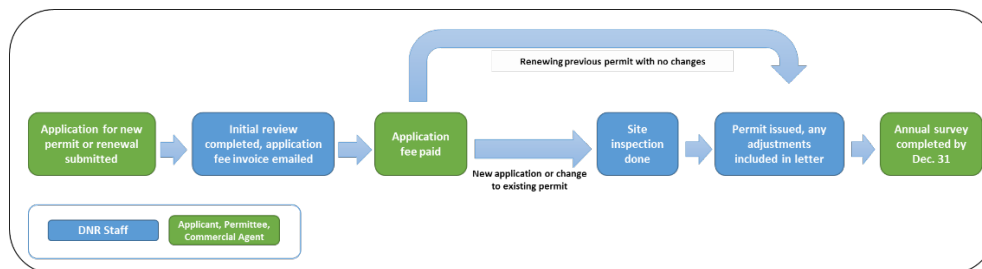 Renewing previous permit with no changes
Application for new
permit or renewal
submitted
Initial review
completed, application
fee invoice emailed
Application
fee paid
New application or change
to existing permit
Site
inspection
done
Permit issued, any
adjustments
included in letter
Annual survey
completed by
Dec. 31
DNR Staff
Applicant, Permittee,
Commercial Agent